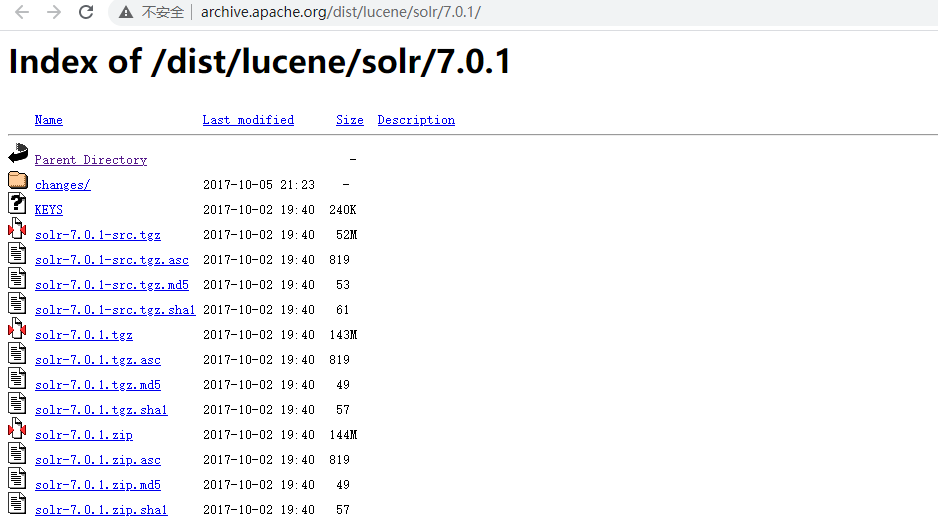 不安全 archive.apache.org/dist/lucene/solr/7.0.1/
Index of /dist/lucene/solr/7.0.1
Name Last modified Size Description
Parent Directory -
changes/ 2017-10-05 21:23 -
KEYS 2017-10-02 19:40 240K
solr-7.0.1-src.tgz 2017-10-02 19:40 52M
solr-7.0.1-src.tgz.asc 2017-10-02 19:40 819
solr-7.0.1-src.tgz.md5 2017-10-02 19:40 53
solr-7.0.1-src.tgz.sha1 2017-10-02 19:40 61
solr-7.0.1.tgz 2017-10-02 19:40 143M
solr-7.0.1.tgz.asc 2017-10-02 19:40 819
solr-7.0.1.tgz.md5 2017-10-02 19:40 49
solr-7.0.1.tgz.sha1 2017-10-02 19:40 57
solr-7.0.1.zip 2017-10-02 19:40 144M
solr-7.0.1.zip.asc 2017-10-02 19:40 819
solr-7.0.1.zip.md5 2017-10-02 19:40 49
solr-7.0.1.zip.sha1 2017-10-02 19:40 57